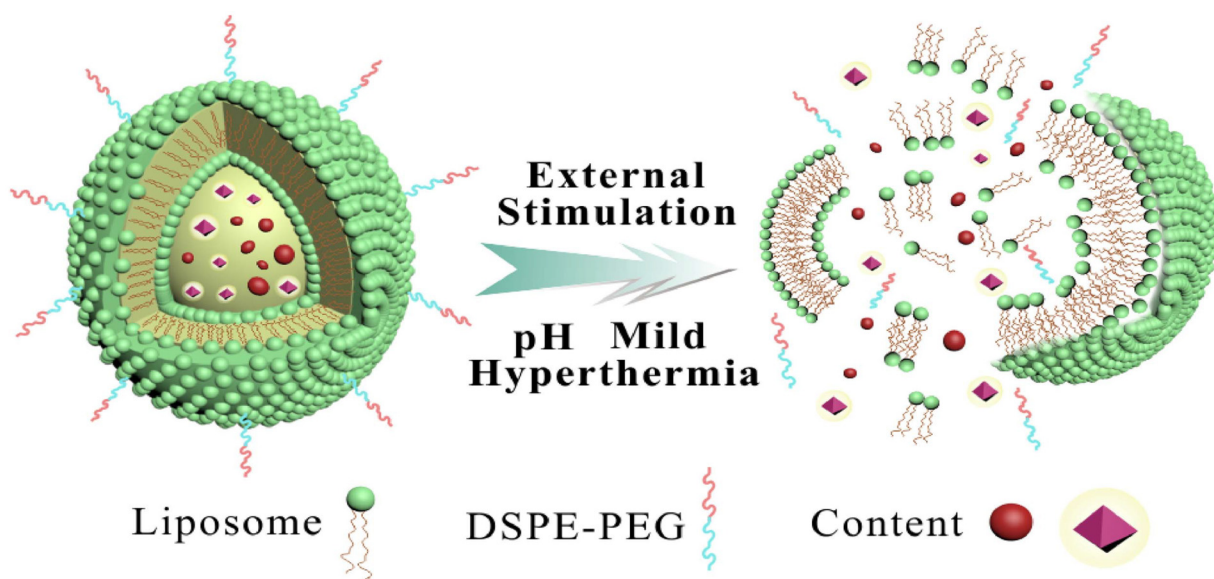 External
Stimulation
pH Mild
Hyperthermia
Liposome
DSPE-PEG
Content